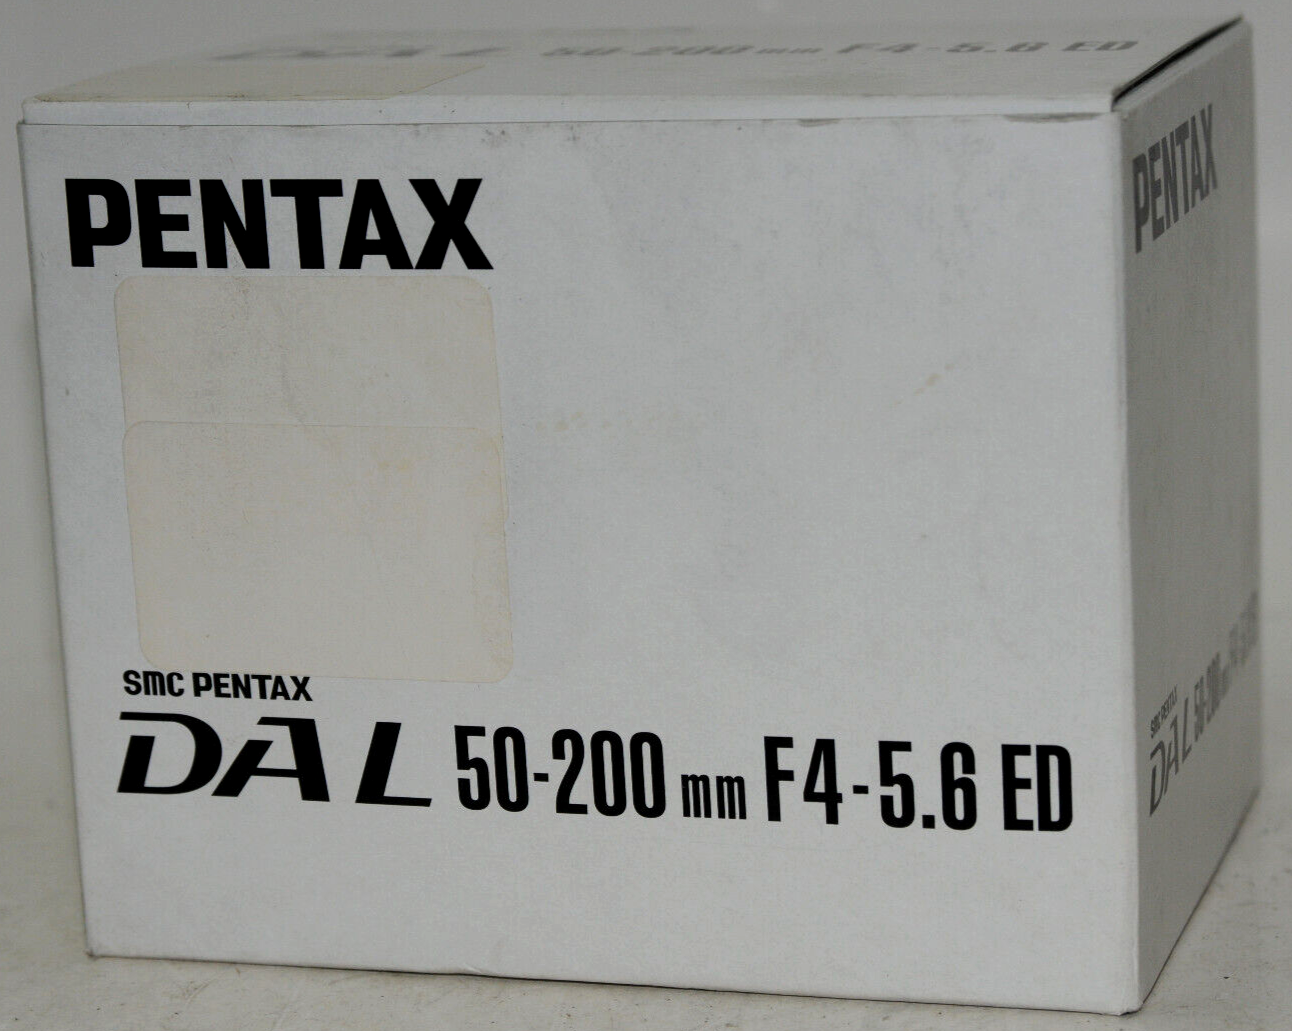 50-200 mm F4-5.6 ED
PENTAX
SMC PENTAX
DA L 50-200 mm F4-5.6 ED
PENTAX
SMC PENTAX
DA L 50-200 mm F4-5.6 ED